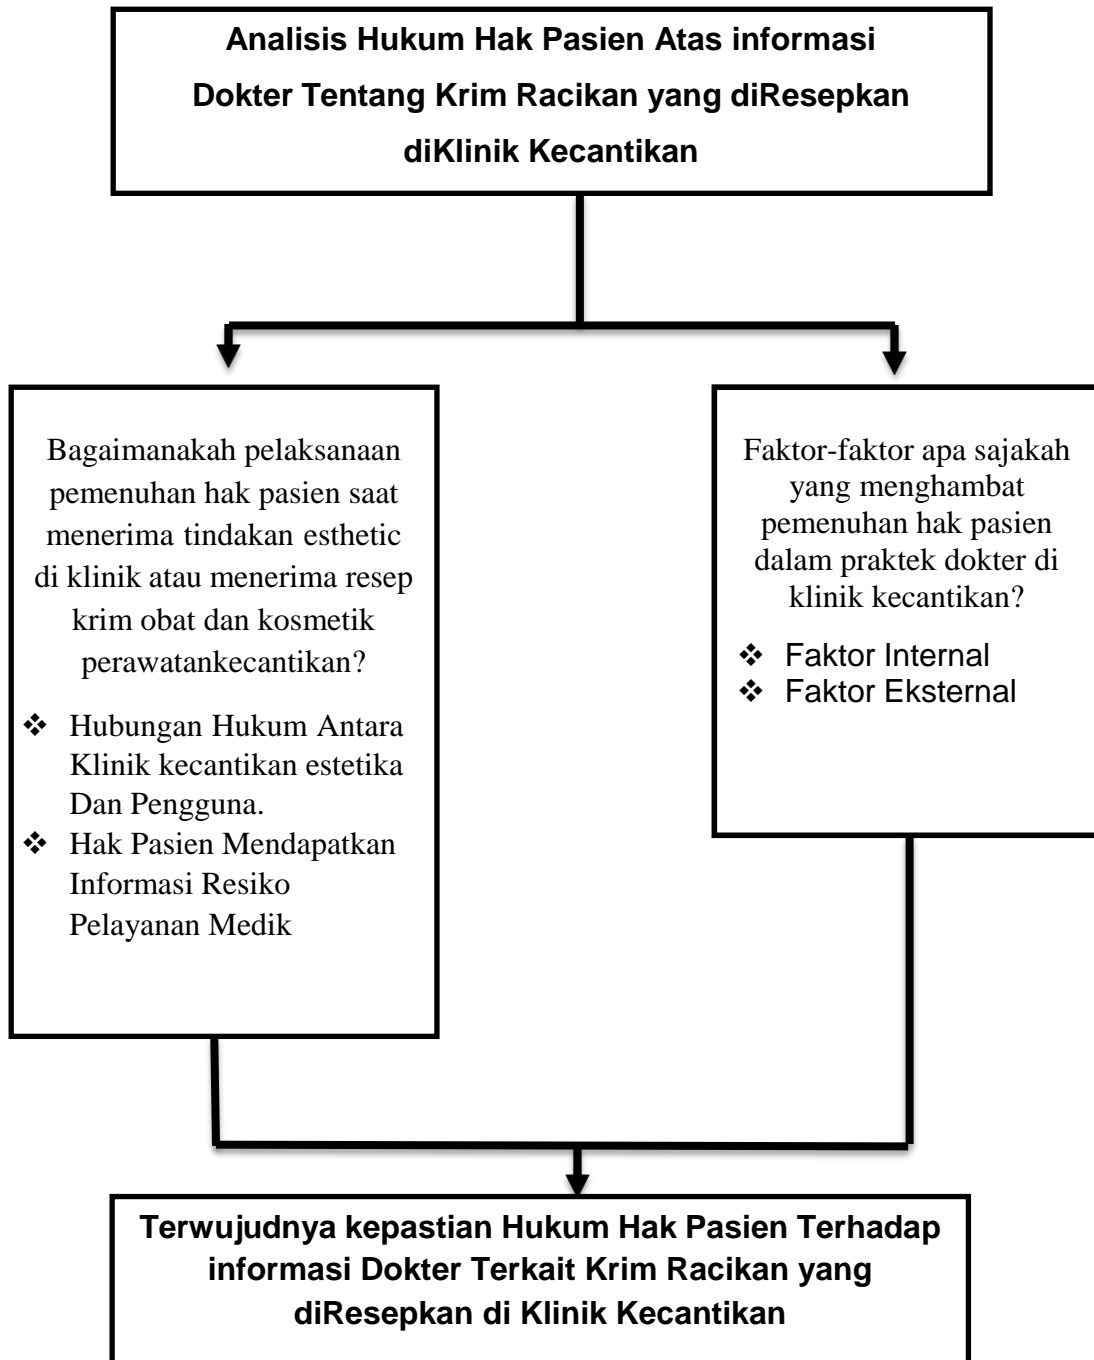 Analisis Hukum Hak Pasien Atas informasi
Dokter Tentang Krim Racikan yang diResepkan
diKlinik Kecantikan
Bagaimanakah pelaksanaan
pemenuhan hak pasien saat
menerima tindakan esthetic
di klinik atau menerima resep
krim obat dan kosmetik
perawatankecantikan?
❖ Hubungan Hukum Antara
Klinik kecantikan estetika
Dan Pengguna.
❖ Hak Pasien Mendapatkan
Informasi Resiko
Pelayanan Medik
Faktor-faktor apa sajakah
yang menghambat
pemenuhan hak pasien
dalam praktek dokter di
klinik kecantikan?
❖ Faktor Internal
❖ Faktor Eksternal
Terwujudnya kepastian Hukum Hak Pasien Terhadap
informasi Dokter Terkait Krim Racikan yang
diResepkan di Klinik Kecantikan